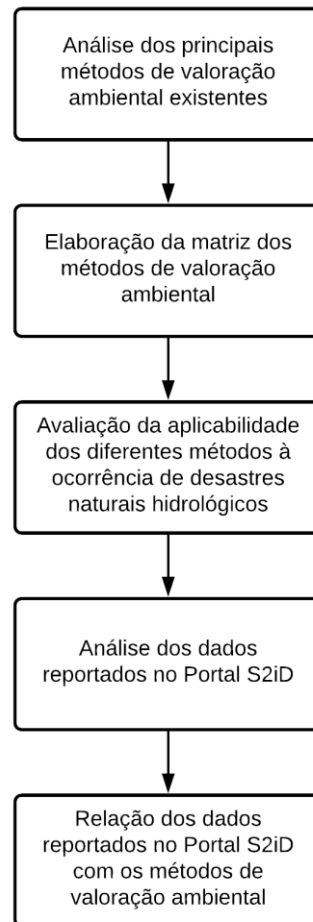 Análise dos principais
métodos de valoração
ambiental existentes
Elaboração da matriz dos
métodos de valoração
ambiental
Avaliação da aplicabilidade
dos diferentes métodos à
ocorrência de desastres
naturais hidrológicos
Análise dos dados
reportados no Portal S2iD
Relação dos dados
reportados no Portal S2iD
com os métodos de
valoração ambiental